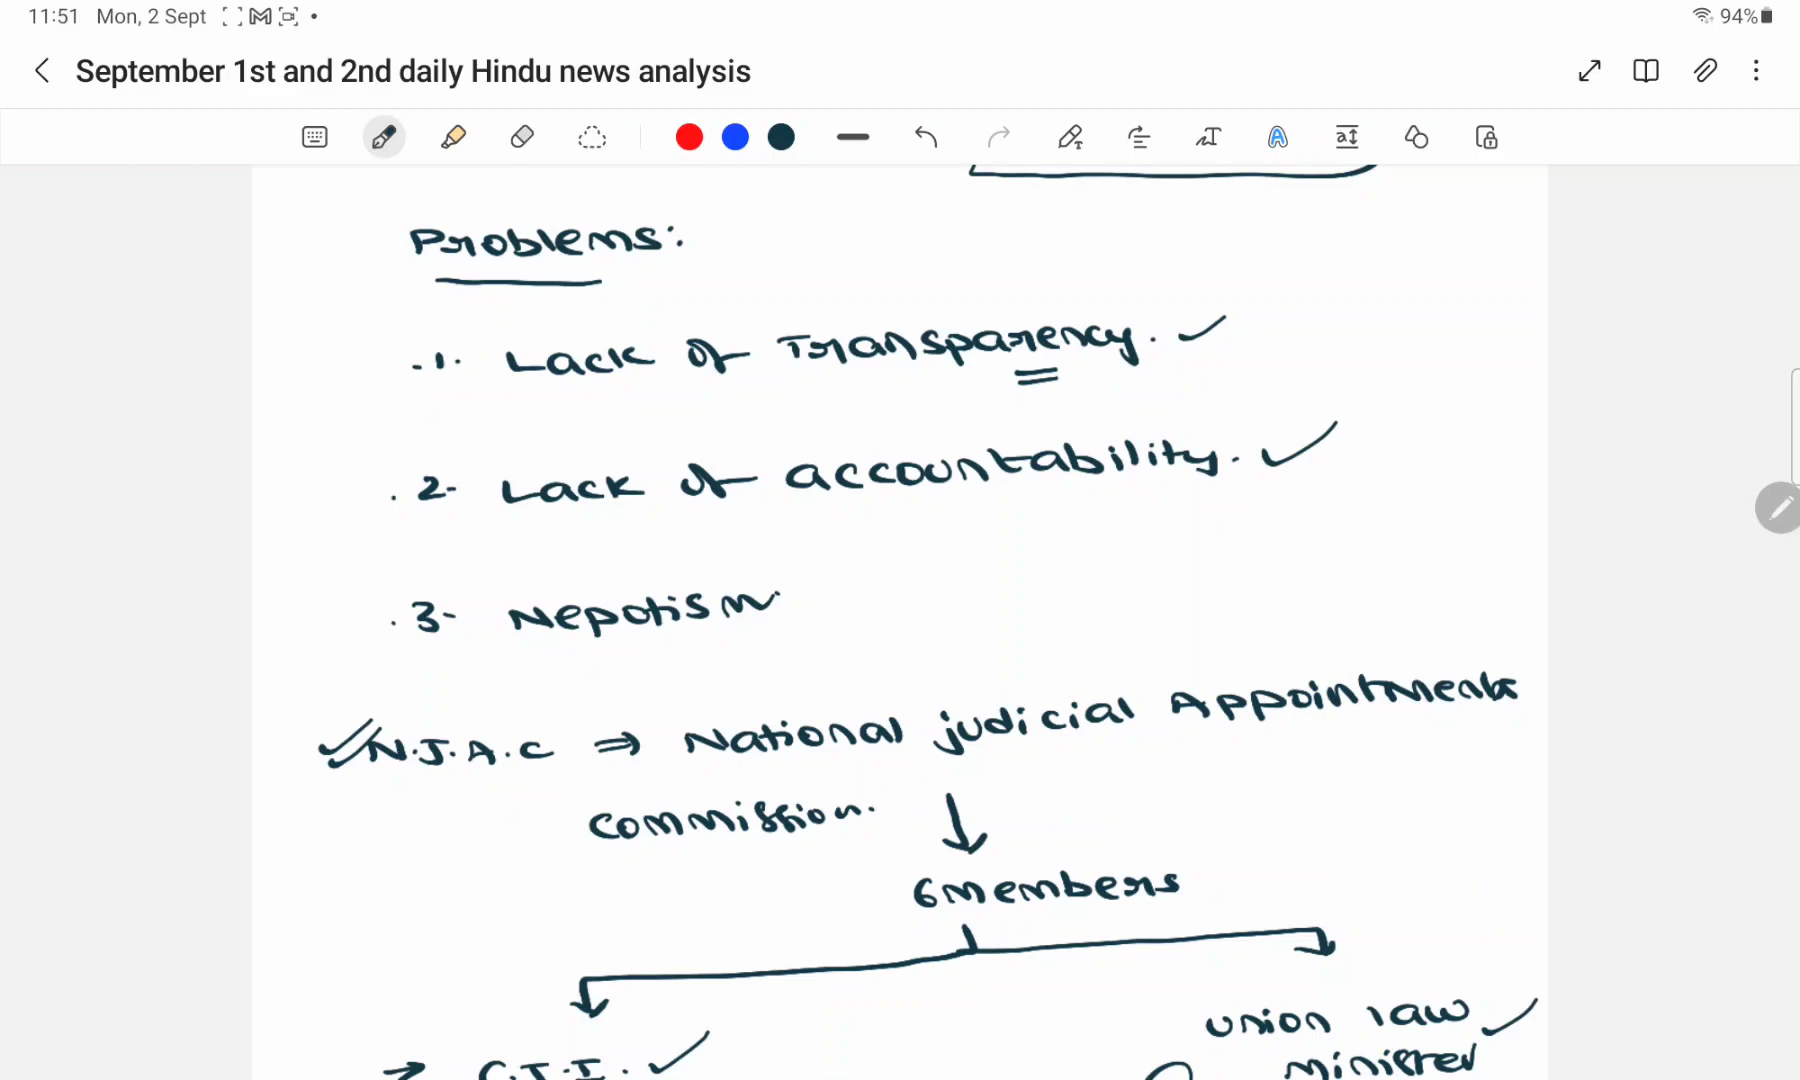 11:51 Mon, 2 Sept 94%
September 1st and 2nd daily Hindu news analysis
Problems:
1. Lack of Transparency.
2- Lack of accountability.
3- Nepotism
N.J.A.C ⇒ National judicial Appointments
commission.
6 members
union law
minister
C.J.I.